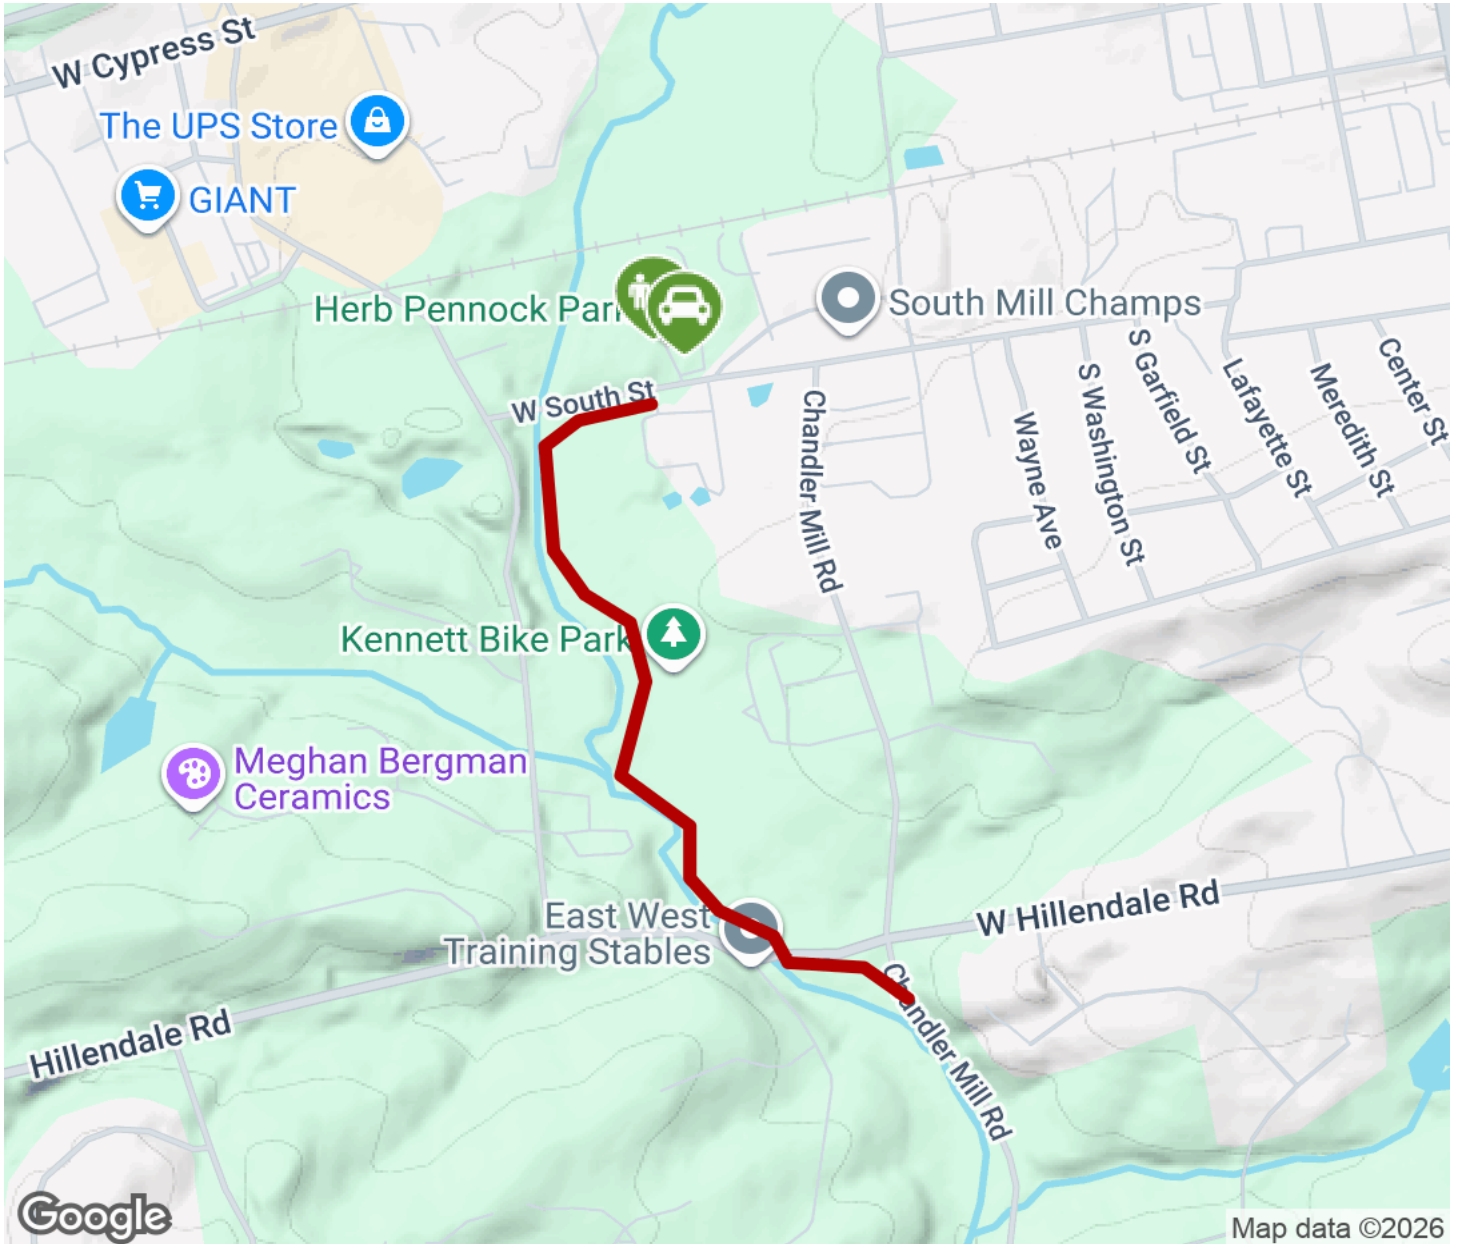 W Cypress St
The UPS Store
GIANT
Herb Pennock Par
South Mill Champs
W South St
Chandler Mill Rd
Wayne Ave
S Washington St
S Garfield St
Lafayette St
Meredith St
Center St
Kennett Bike Park
Meghan Bergman
Ceramics
East West
Training Stables
W Hillendale Rd
Hillendale Rd
Chandler Mill Rd
Google
Map data ©2026